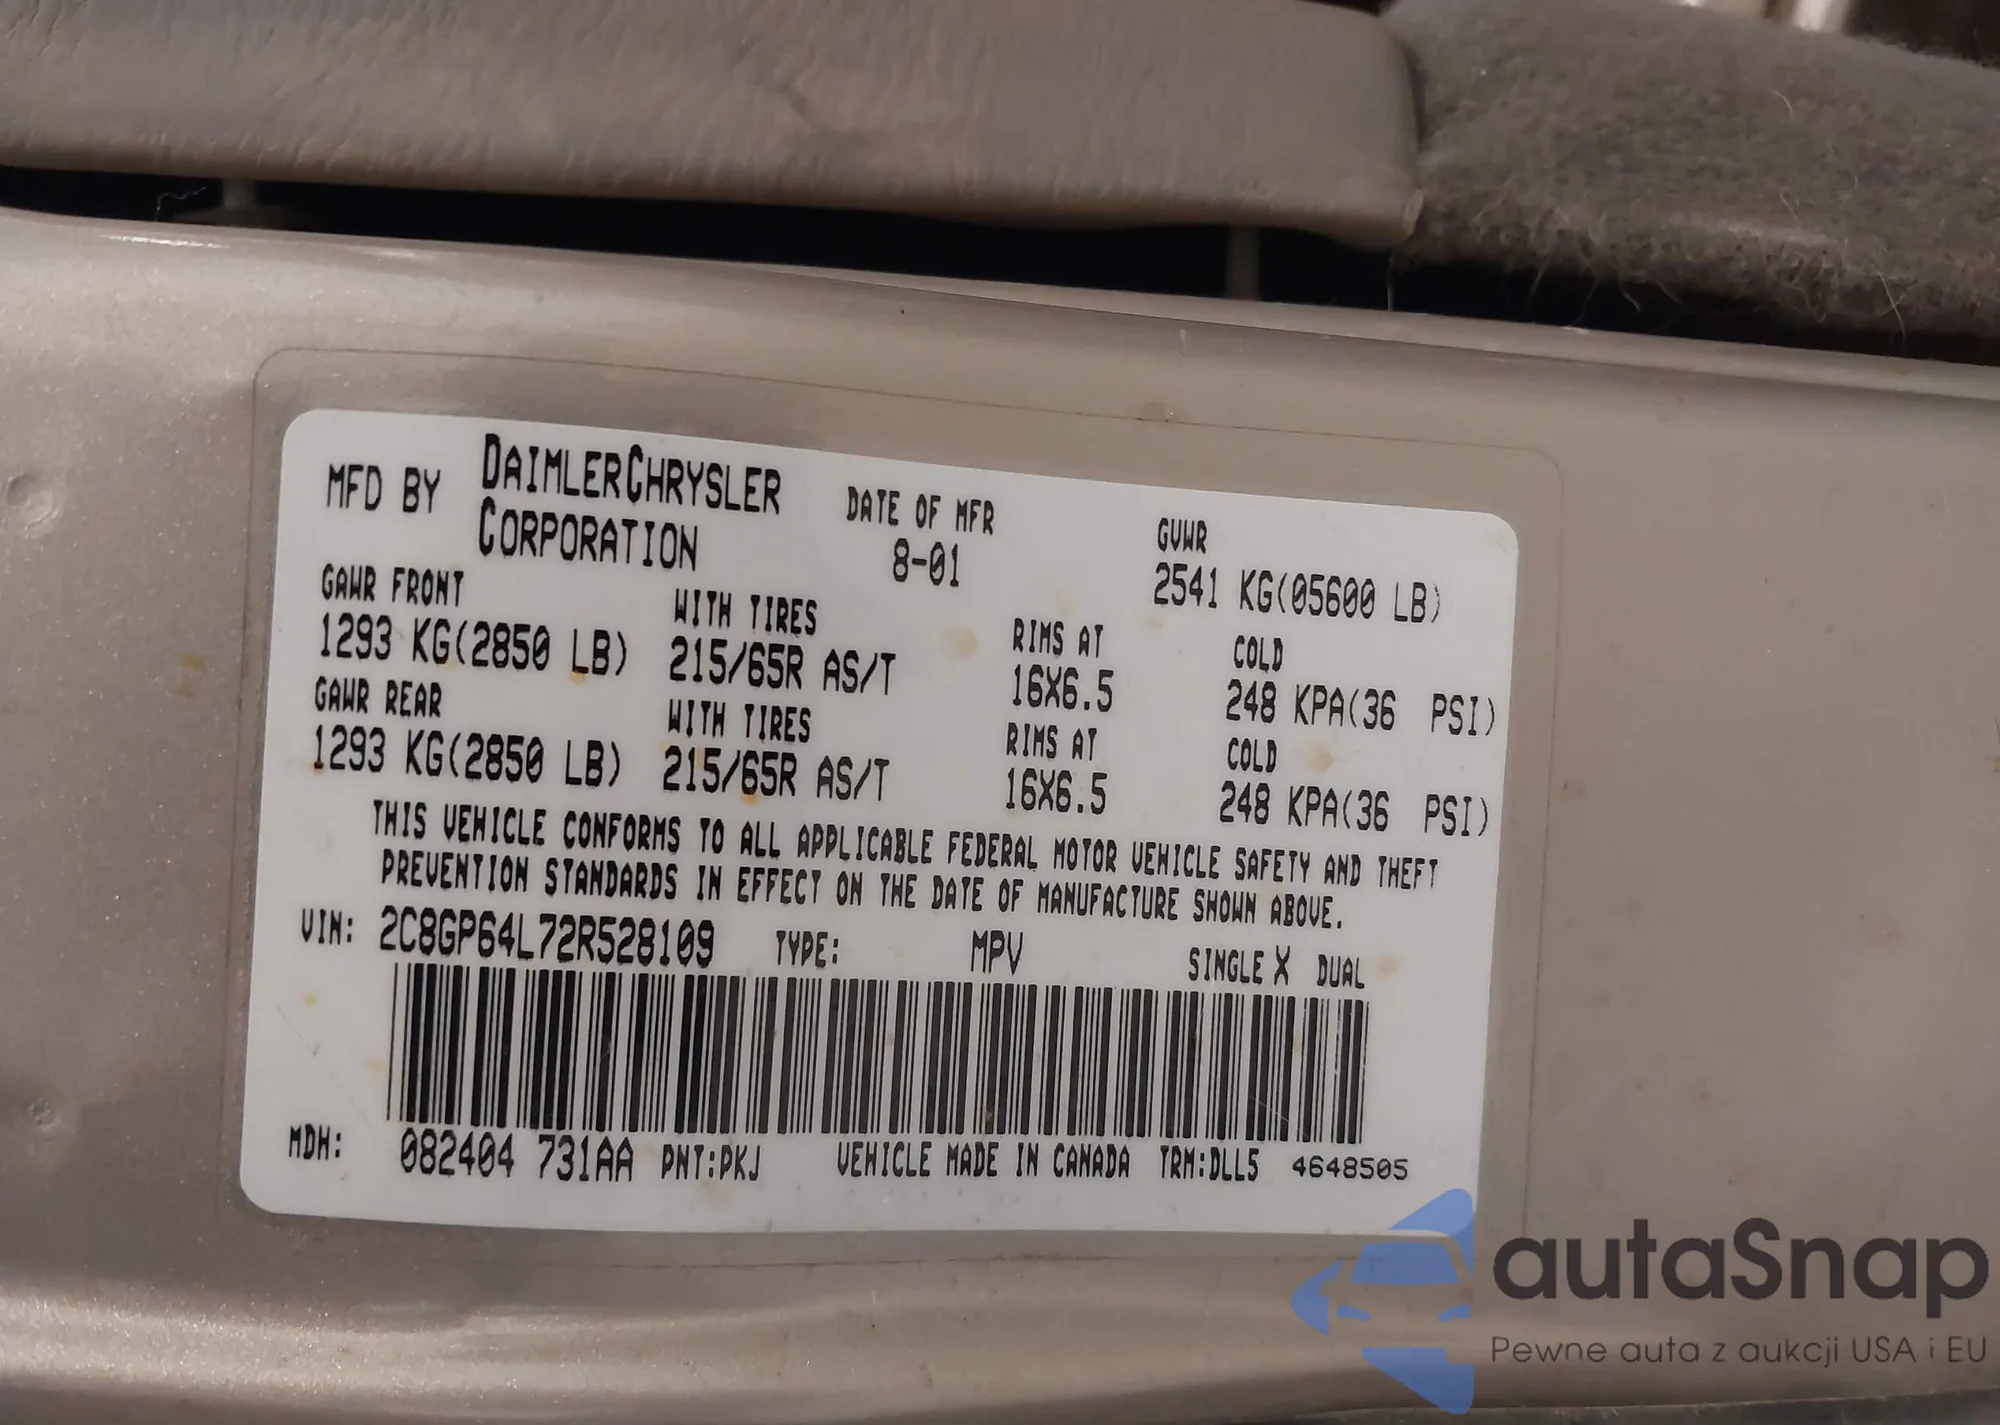 MFD BY DAIMLERCHRYSLER CORPORATION DATE OF MFR 8-01 GVWR 2541 KG(05600 LB)
GAWR FRONT WITH TIRES RIMS AT COLD
1293 KG(2850 LB) 215/65R AS/T 16X6.5 248 KPA(36 PSI)
GAWR REAR WITH TIRES RIMS AT COLD
1293 KG(2850 LB) 215/65R AS/T 16X6.5 248 KPA(36 PSI)
THIS VEHICLE CONFORMS TO ALL APPLICABLE FEDERAL MOTOR VEHICLE SAFETY AND THEFT
PREVENTION STANDARDS IN EFFECT ON THE DATE OF MANUFACTURE SHOWN ABOVE.
VIN: 2C8GP64L72R528109 TYPE: MPV SINGLE X DUAL
MDH: 082404 731AA PNT:PKJ VEHICLE MADE IN CANADA TRM:DLL5 4648505
autaSnap
Pewne auta z aukcji USA i EU